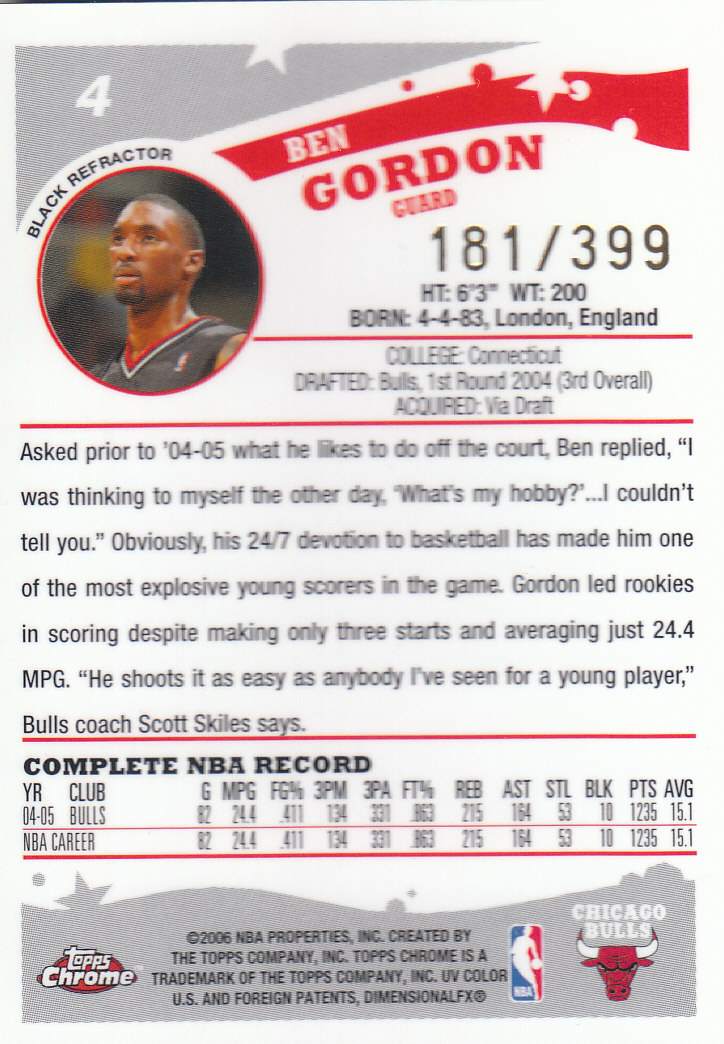 4
BLACK REFRACTOR
BEN
GORDON
GUARD
181/399
HT: 6'3" WT: 200
BORN: 4-4-83, London, England
COLLEGE: Connecticut
DRAFTED: Bulls, 1st Round 2004 (3rd Overall)
ACQUIRED: Via Draft
Asked prior to '04-05 what he likes to do off the court, Ben replied, “I
was thinking to myself the other day, ‘What's my hobby?’...I couldn't
tell you.” Obviously, his 24/7 devotion to basketball has made him one
of the most explosive young scorers in the game. Gordon led rookies
in scoring despite making only three starts and averaging just 24.4
MPG. “He shoots it as easy as anybody I've seen for a young player,”
Bulls coach Scott Skiles says.
COMPLETE NBA RECORD
YR CLUB G MPG FG% 3PM 3PA FT% REB AST STL BLK PTS AVG
04-05 BULLS 82 24.4 .411 134 331 .863 215 164 53 10 1235 15.1
NBA CAREER 82 24.4 .411 134 331 .863 215 164 53 10 1235 15.1
©2006 NBA PROPERTIES, INC. CREATED BY
THE TOPPS COMPANY, INC. TOPPS CHROME IS A
TRADEMARK OF THE TOPPS COMPANY, INC. UV COLOR
U.S. AND FOREIGN PATENTS, DIMENSIONALFX®
topps
Chrome
NBA
CHICAGO
BULLS